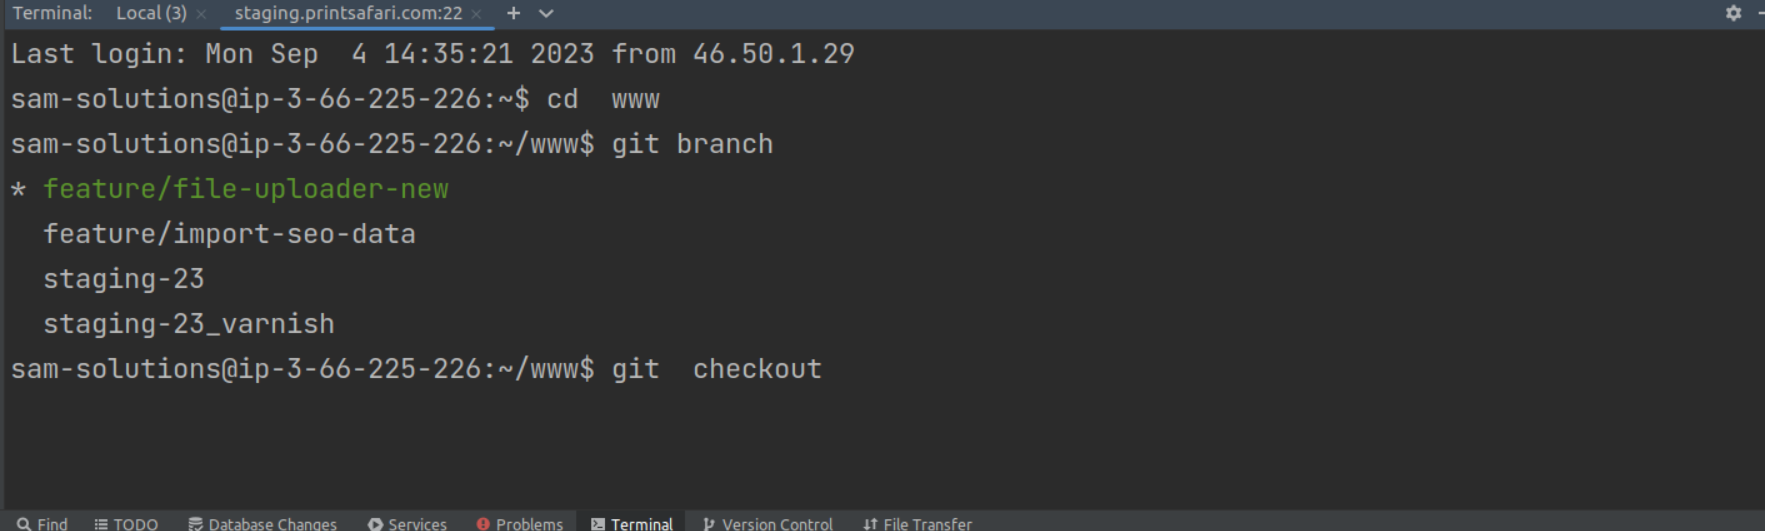 Terminal: Local (3) × staging.printsafari.com:22 × +
Last login: Mon Sep  4 14:35:21 2023 from 46.50.1.29
sam-solutions@ip-3-66-225-226:~$ cd  www
sam-solutions@ip-3-66-225-226:~/www$ git branch
* feature/file-uploader-new
  feature/import-seo-data
  staging-23
  staging-23_varnish
sam-solutions@ip-3-66-225-226:~/www$ git  checkout
Find TODO Database Changes Services Problems Terminal Version Control File Transfer